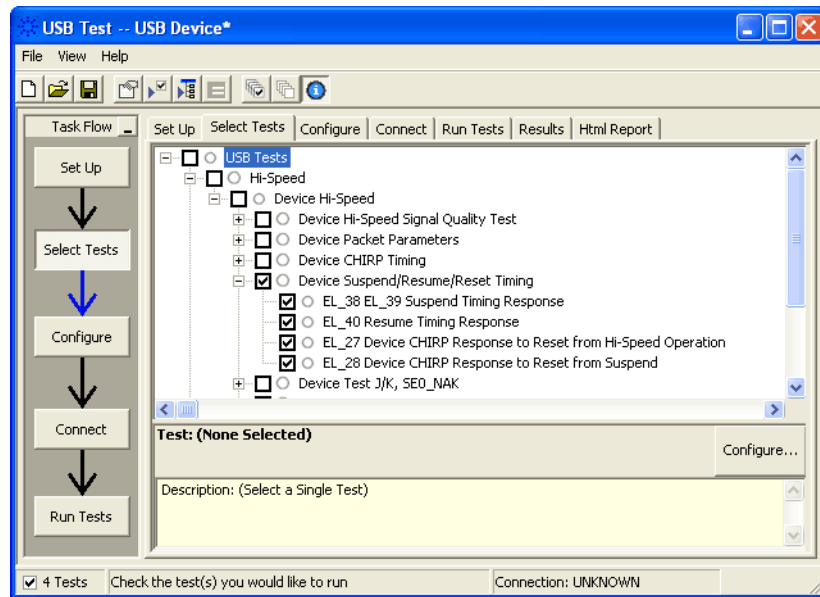 USB Test -- USB Device*
File View Help
Task Flow
Set Up
Select Tests
Configure
Connect
Run Tests
Set Up Select Tests Configure Connect Run Tests Results Html Report
USB Tests
Hi-Speed
Device Hi-Speed
Device Hi-Speed Signal Quality Test
Device Packet Parameters
Device CHIRP Timing
Device Suspend/Resume/Reset Timing
EL_38 EL_39 Suspend Timing Response
EL_40 Resume Timing Response
EL_27 Device CHIRP Response to Reset from Hi-Speed Operation
EL_28 Device CHIRP Response to Reset from Suspend
Device Test J/K, SE0_NAK
Test: (None Selected)
Configure...
Description: (Select a Single Test)
4 Tests Check the test(s) you would like to run Connection: UNKNOWN